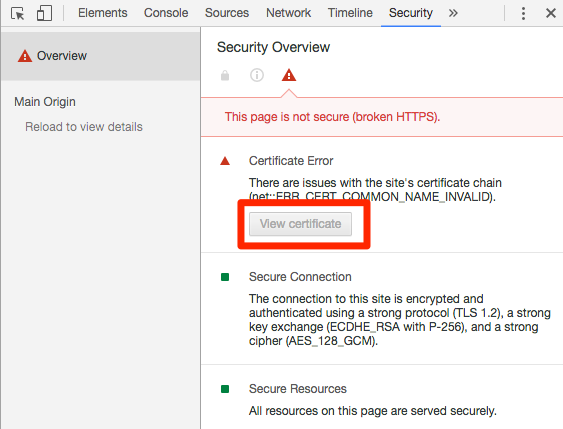 Elements Console Sources Network Timeline Security »
Overview
Main Origin
Reload to view details
Security Overview
This page is not secure (broken HTTPS).
Certificate Error
There are issues with the site's certificate chain
(net::ERR_CERT_COMMON_NAME_INVALID).
View certificate
Secure Connection
The connection to this site is encrypted and
authenticated using a strong protocol (TLS 1.2), a strong
key exchange (ECDHE_RSA with P-256), and a strong
cipher (AES_128_GCM).
Secure Resources
All resources on this page are served securely.